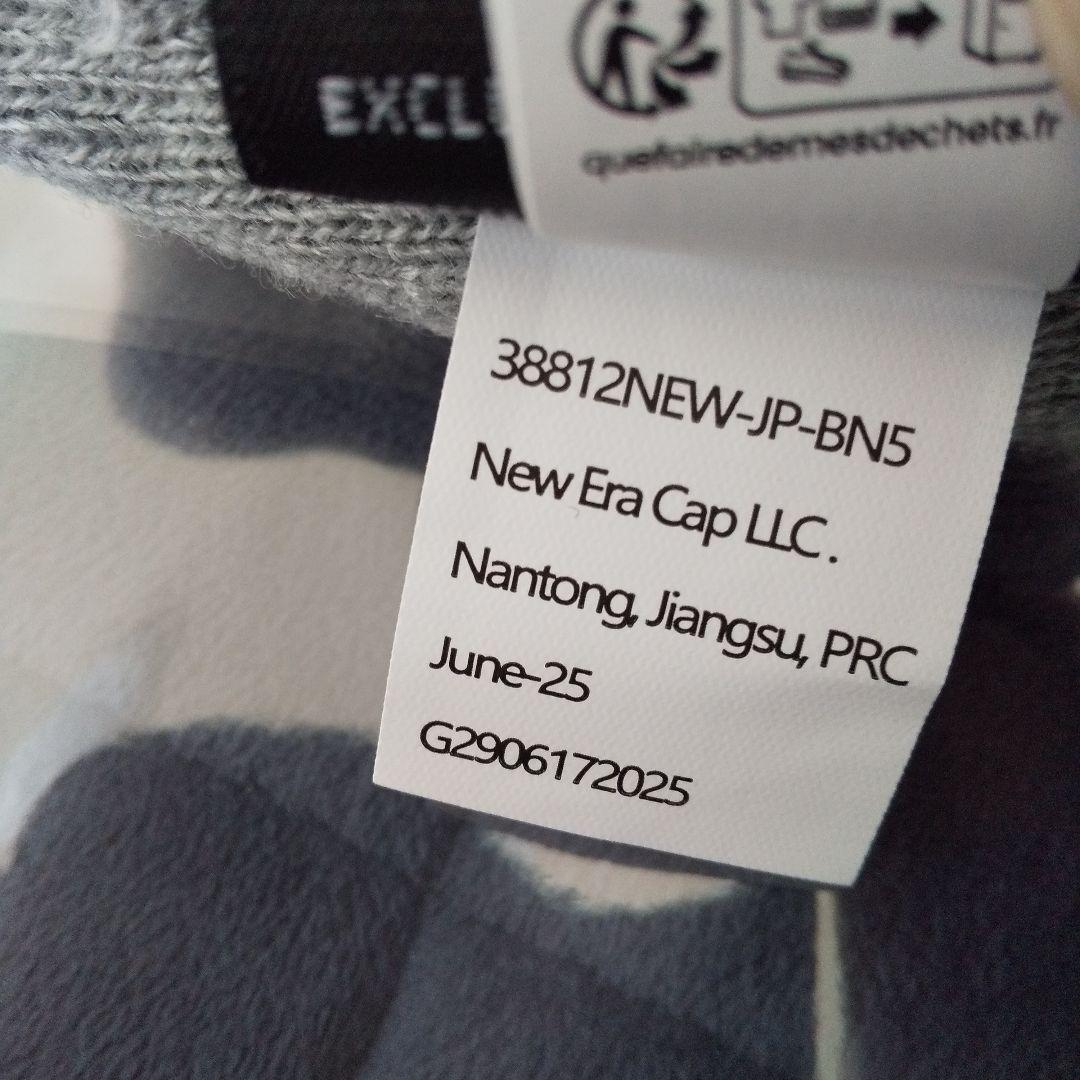 EXCL
quefairedemesdechets.fr
38812NEW-JP-BN5
New Era Cap LLC .
Nantong, Jiangsu, PRC
June-25
G2906172025